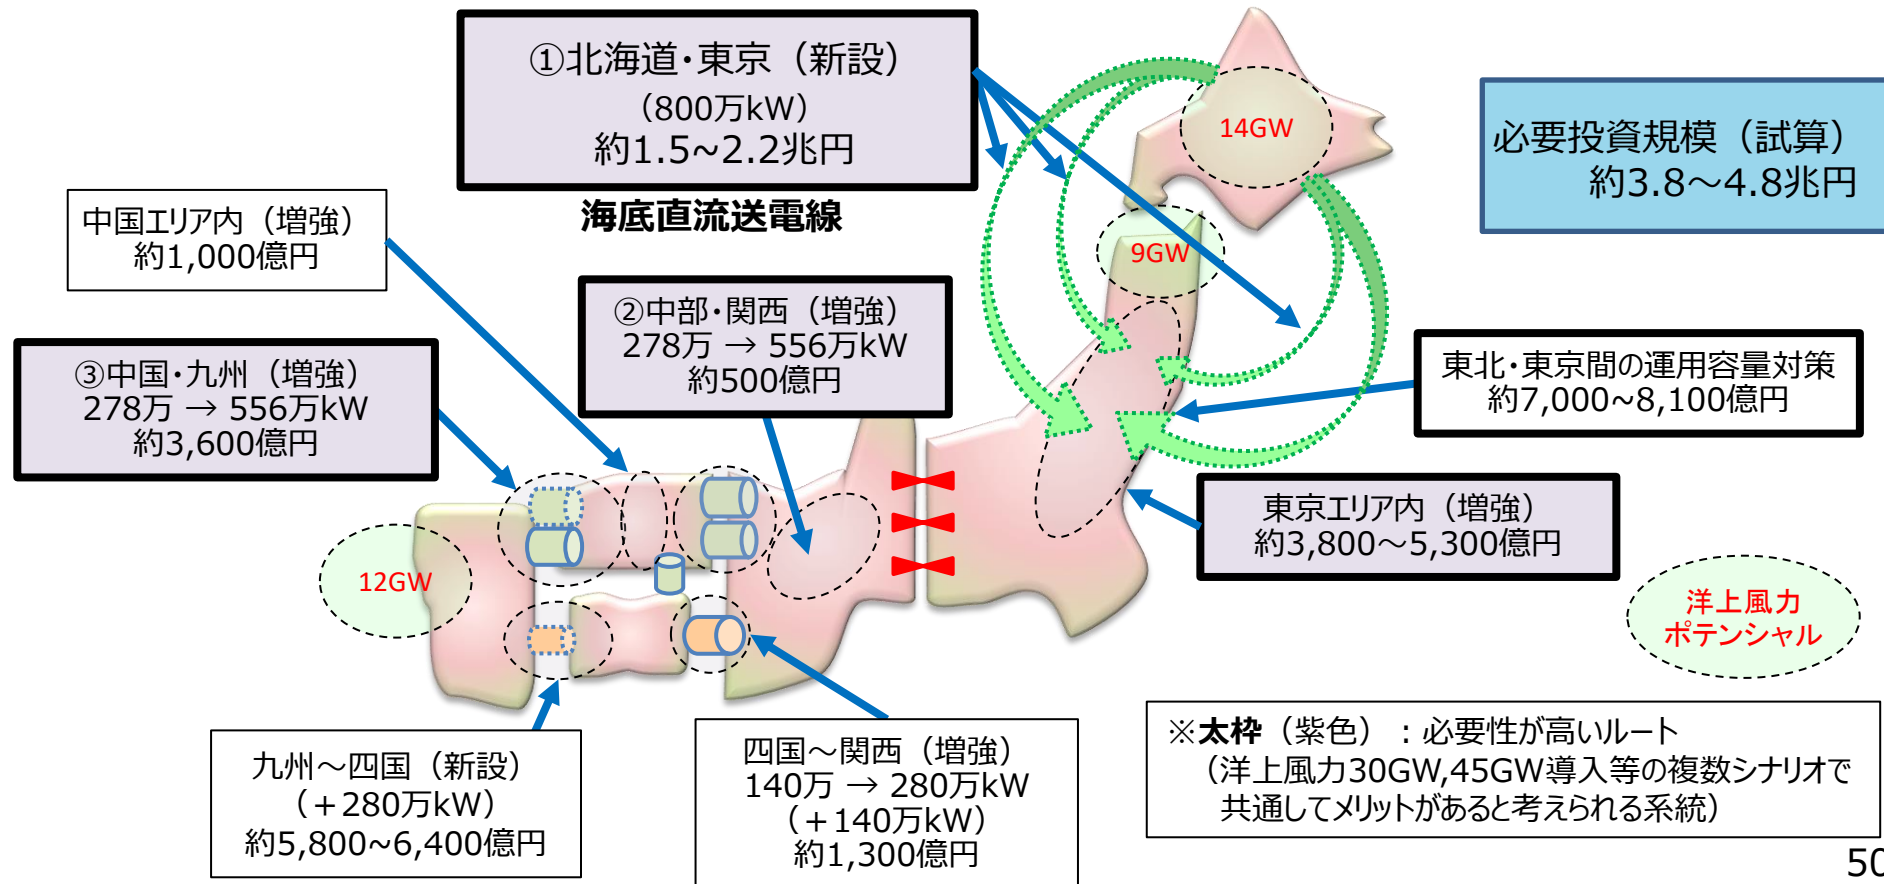 ①北海道・東京（新設）
（800万kW）
約1.5~2.2兆円
海底直流送電線
14GW
必要投資規模（試算）
約3.8～4.8兆円
中国エリア内（増強）
約1,000億円
9GW
②中部・関西（増強）
278万 → 556万kW
約500億円
③中国・九州（増強）
278万 → 556万kW
約3,600億円
東北・東京間の運用容量対策
約7,000~8,100億円
東京エリア内（増強）
約3,800～5,300億円
12GW
洋上風力
ポテンシャル
九州～四国（新設）
（＋280万kW）
約5,800~6,400億円
四国～関西（増強）
140万 → 280万kW
（＋140万kW）
約1,300億円
※太枠（紫色）：必要性が高いルート
（洋上風力30GW,45GW導入等の複数シナリオで
共通してメリットがあると考えられる系統）
50